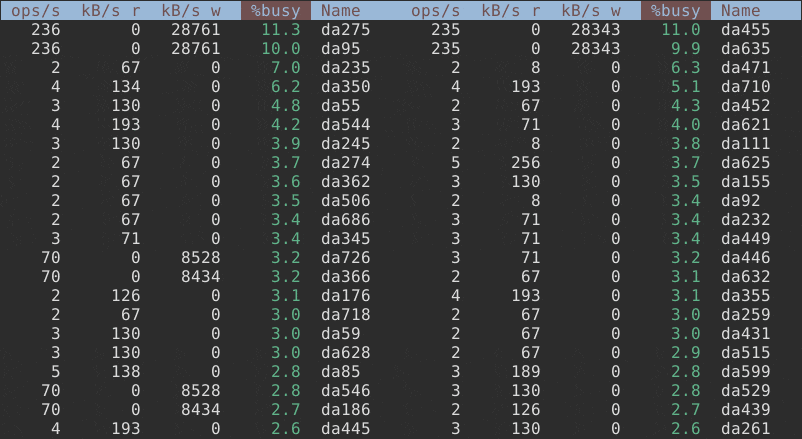 ops/s kB/s r kB/s w %busy Name ops/s kB/s r kB/s w %busy Name
236 0 28761 11.3 da275 235 0 28343 11.0 da455
236 0 28761 10.0 da95 235 0 28343 9.9 da635
2 67 0 7.0 da235 2 8 0 6.3 da471
4 134 0 6.2 da350 4 193 0 5.1 da710
3 130 0 4.8 da55 2 67 0 4.3 da452
4 193 0 4.2 da544 3 71 0 4.0 da621
3 130 0 3.9 da245 2 8 0 3.8 da111
2 67 0 3.7 da274 5 256 0 3.7 da625
2 67 0 3.6 da362 3 130 0 3.5 da155
2 67 0 3.5 da506 2 8 0 3.4 da92
2 67 0 3.4 da686 3 71 0 3.4 da232
3 71 0 3.4 da345 3 71 0 3.4 da449
70 0 8528 3.2 da726 3 71 0 3.2 da446
70 0 8434 3.2 da366 2 67 0 3.1 da632
2 126 0 3.1 da176 4 193 0 3.1 da355
2 67 0 3.0 da718 2 67 0 3.0 da259
3 130 0 3.0 da59 2 67 0 3.0 da431
3 130 0 3.0 da628 2 67 0 2.9 da515
5 138 0 2.8 da85 3 189 0 2.8 da599
70 0 8528 2.8 da546 3 130 0 2.8 da529
70 0 8434 2.7 da186 2 126 0 2.7 da439
4 193 0 2.6 da445 3 130 0 2.6 da261